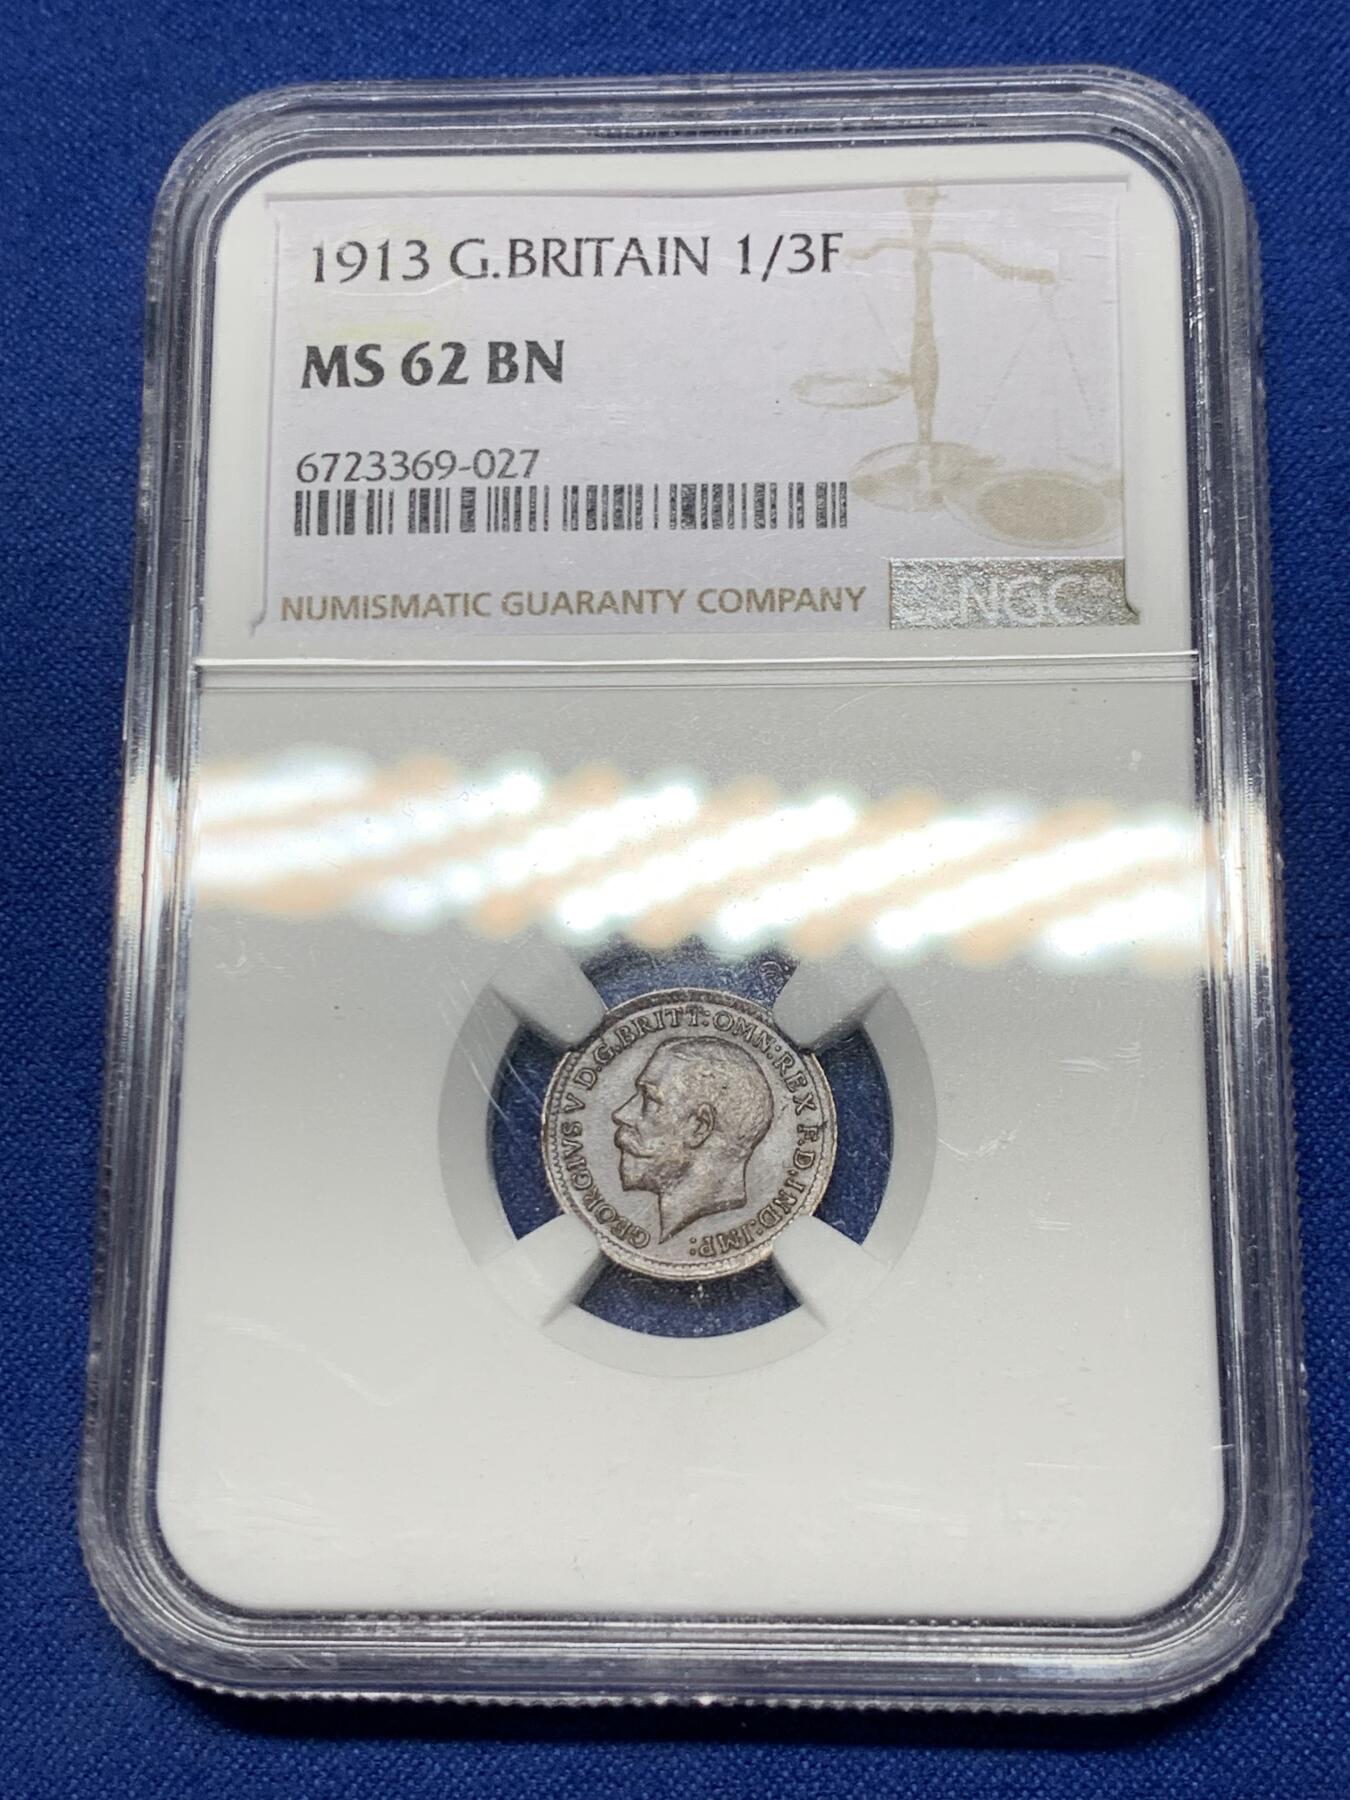 1913 G.BRITAIN 1/3F
MS 62 BN
6723369-027
NUMISMATIC GUARANTY COMPANY
NGC
GEORGIVS V D.G.BRITT:OMN:REX F.D.IND:IMP: